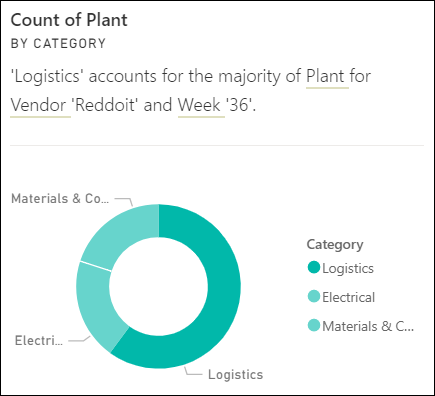 Count of Plant
BY CATEGORY
'Logistics' accounts for the majority of Plant for
Vendor 'Reddoit' and Week '36'.
Materials & Co...
Category
Logistics
Electrical
Materials & C...
Electri...
Logistics